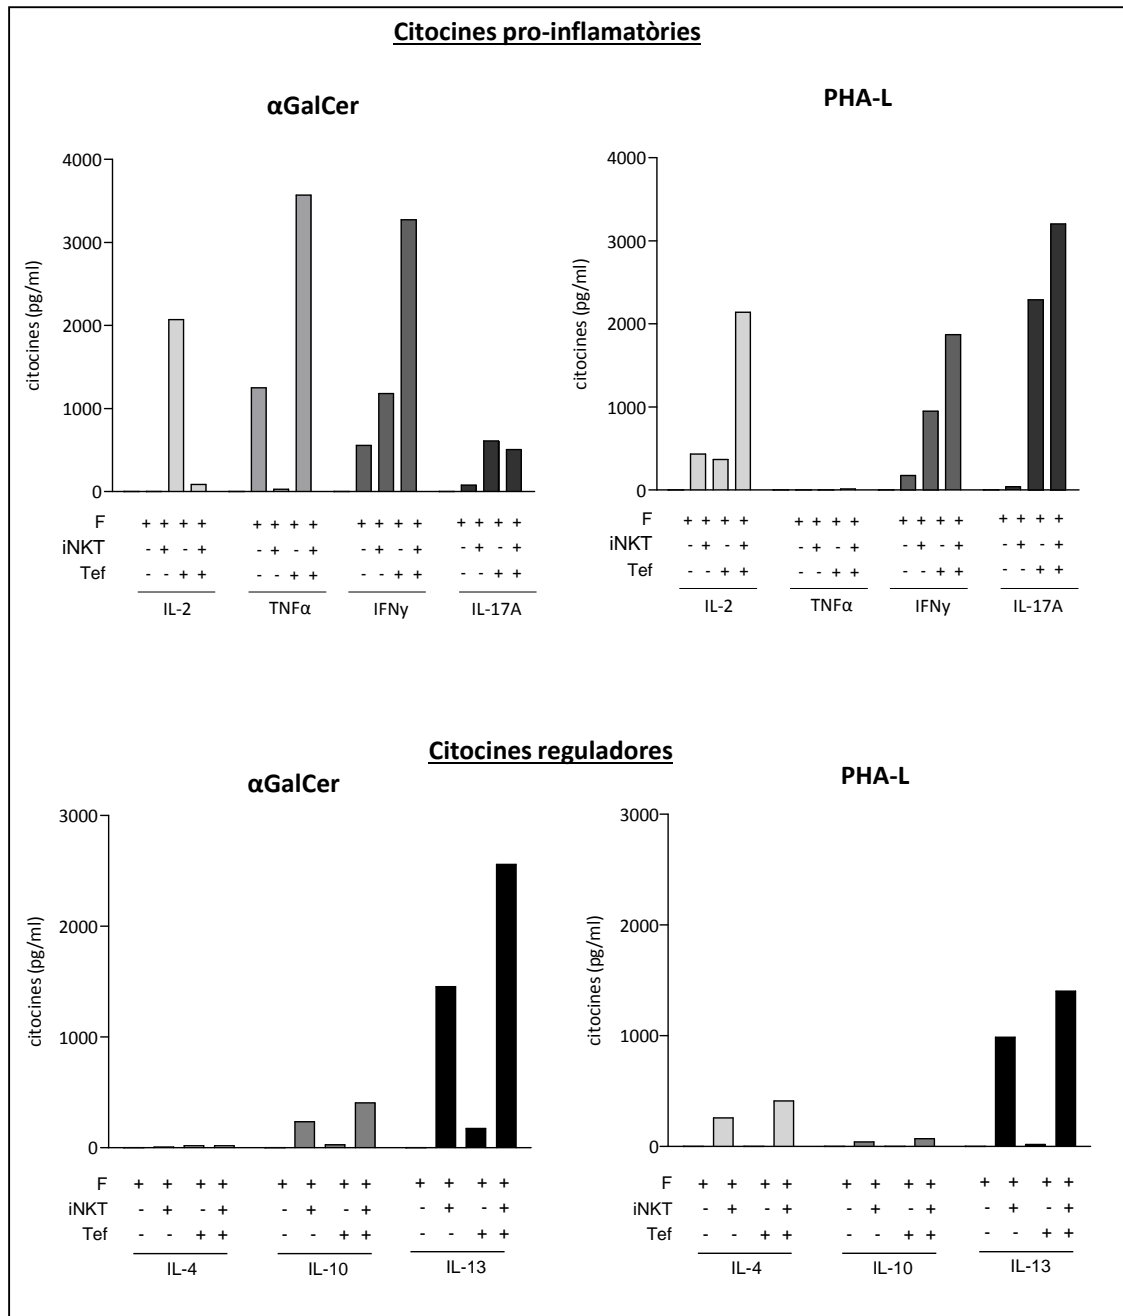 Citocines pro-inflamatòries
αGalCer
PHA-L
citocines (pg/ml)
4000
3000
2000
1000
0
F + + + + + + + + + + + + + + + +
iNKT - + - + - + - + - + - + - + - +
Tef - - + + - - + + - - + + - - + +
IL-2 TNFα IFNγ IL-17A
citocines (pg/ml)
4000
3000
2000
1000
0
F + + + + + + + + + + + + + + + +
iNKT - + - + - + - + - + - + - + - +
Tef - - + + - - + + - - + + - - + +
IL-2 TNFα IFNγ IL-17A
Citocines reguladores
αGalCer
PHA-L
citocines (pg/ml)
3000
2000
1000
0
F + + + + + + + + + + + +
iNKT - + - + - + - + - + - +
Tef - - + + - - + + - - + +
IL-4 IL-10 IL-13
citocines (pg/ml)
3000
2000
1000
0
F + + + + + + + + + + + +
iNKT - + - + - + - + - + - +
Tef - - + + - - + + - - + +
IL-4 IL-10 IL-13